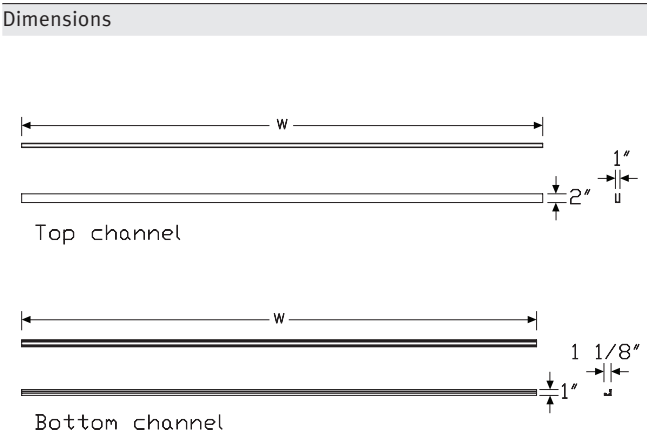 Dimensions
W
1"
2"
Top channel
W
1 1/8"
1"
Bottom channel